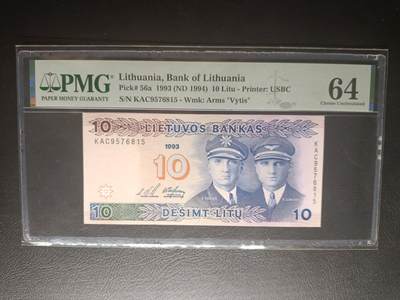 PMG
PAPER MONEY GUARANTY
Lithuania, Bank of Lithuania
Pick# 56a 1993 (ND 1994) 10 Litu - Printer: USBC
S/N KAC9576815 - Wmk: Arms "Vytis"
64
Choice Uncirculated
10 LIETUVOS BANKAS
KAC9576815
1993
10
KAC9576815
10 DEŠIMT LITŲ 10